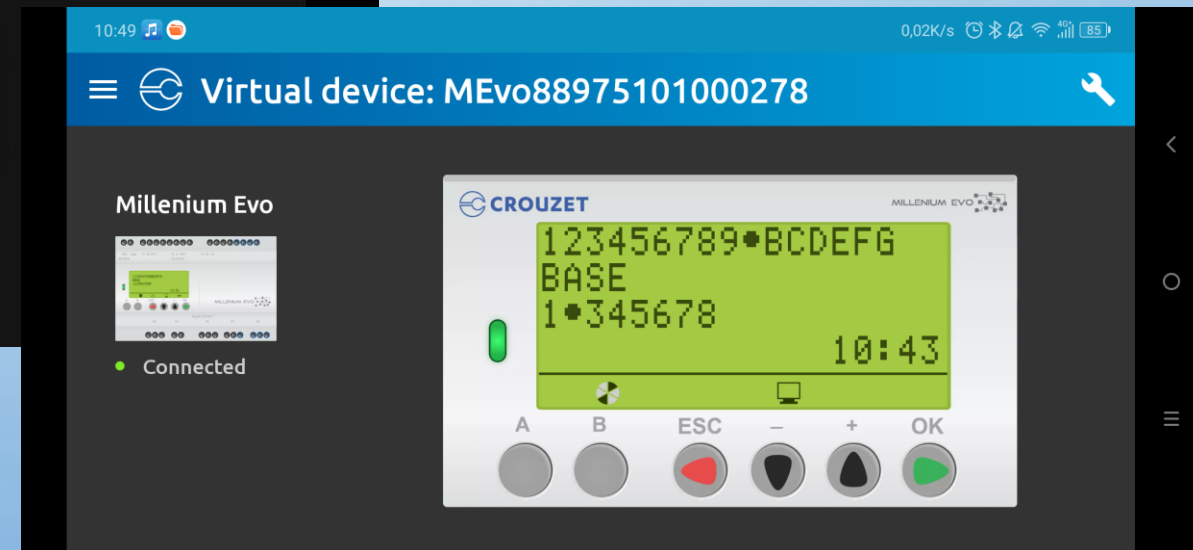 10:49
0,02K/s
4G
85
Virtual device: MEvo88975101000278
Millenium Evo
Connected
CROUZET
MILLENIUM EVO
123456789●BCDEFG
BASE
1●345678
10:43
A B ESC – + OK